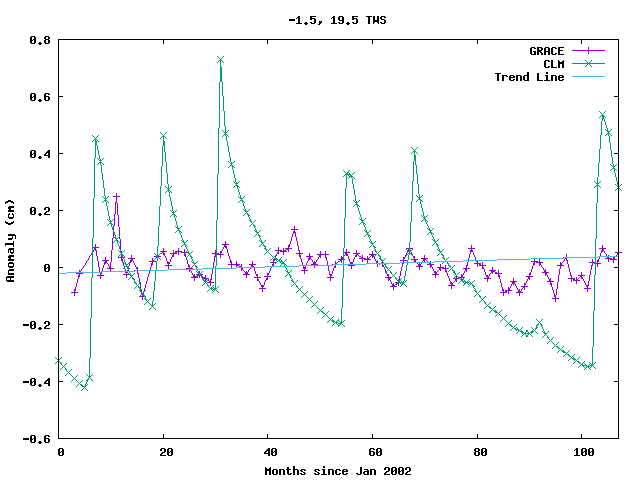 -1.5, 19.5 TWS
GRACE
CLM
Trend Line
0.8
0.6
0.4
0.2
0
-0.2
-0.4
-0.6
Anomaly (cm)
0 20 40 60 80 100
Months since Jan 2002